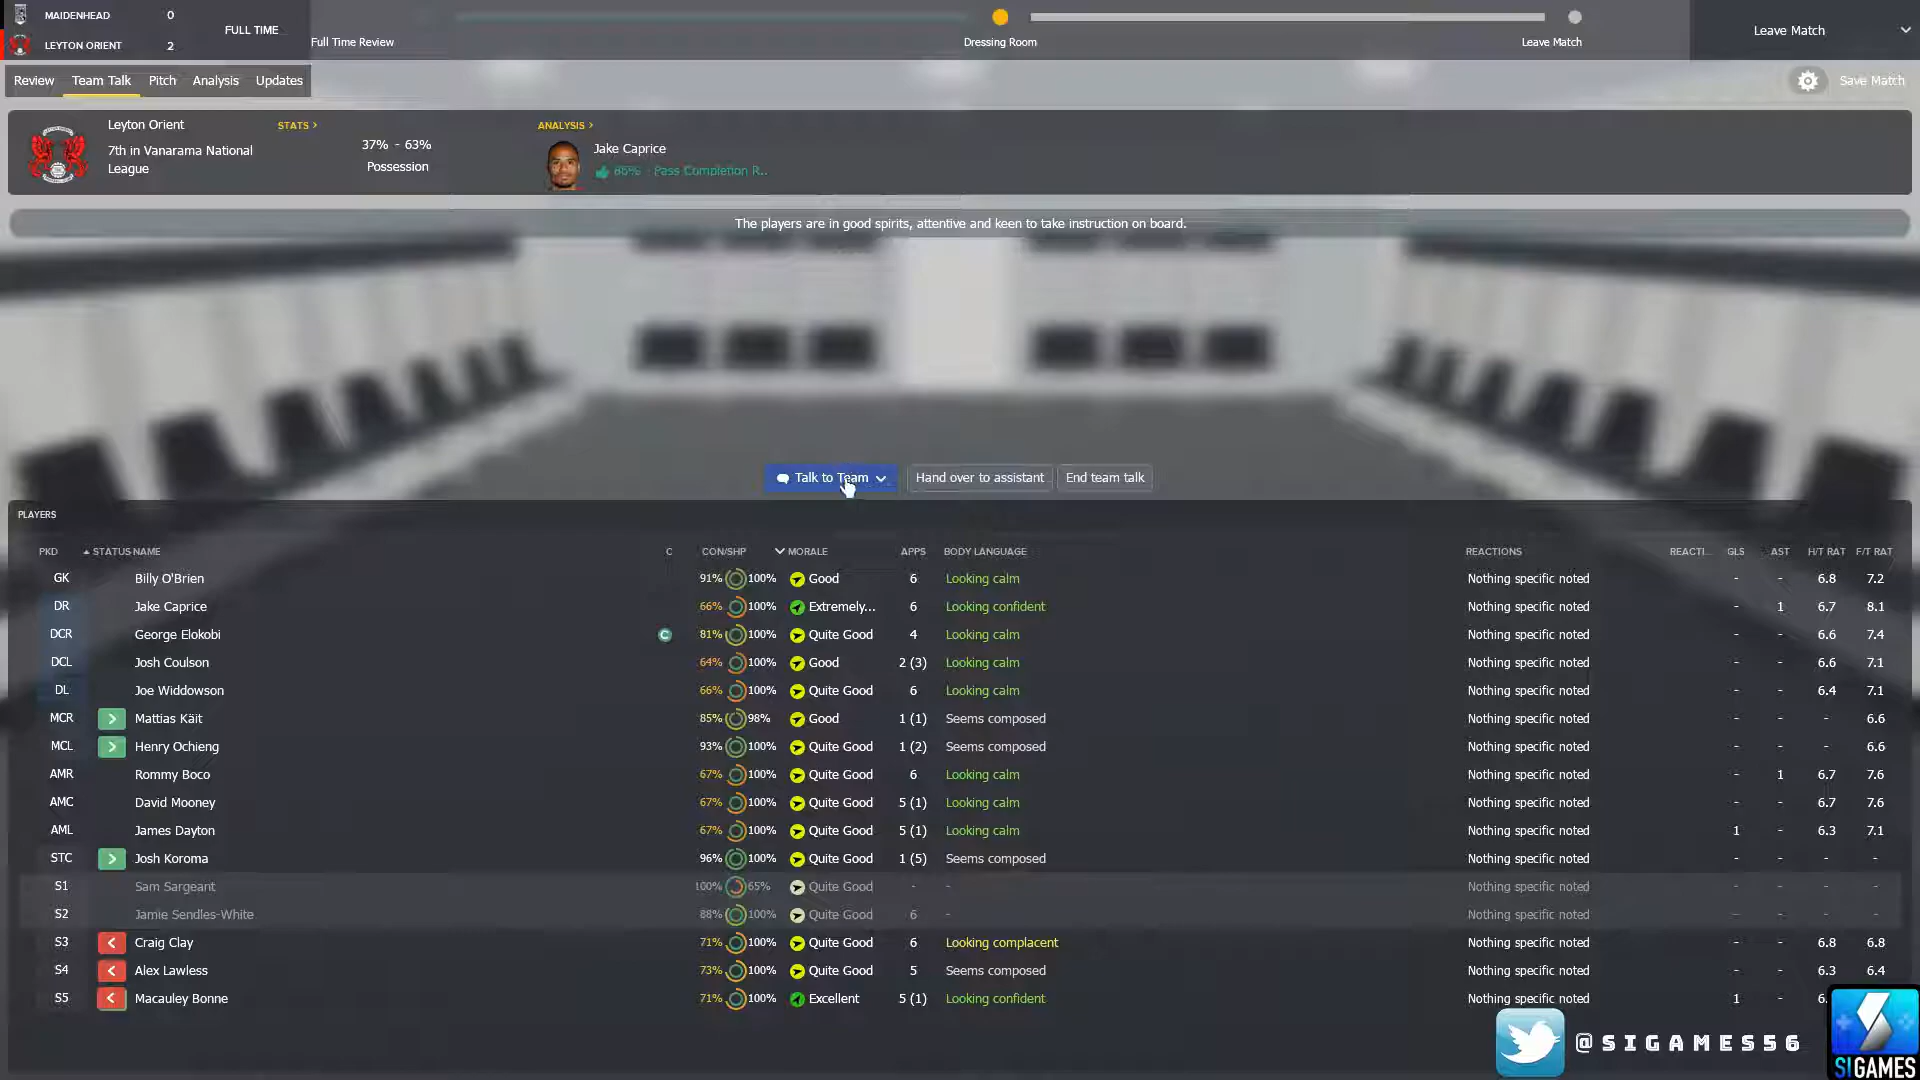 MAIDENHEAD 0
LEYTON ORIENT 2
FULL TIME
Full Time Review
Dressing Room
Leave Match
Leave Match
Review Team Talk Pitch Analysis Updates
Save Match
Leyton Orient
7th in Vanarama National
League
STATS >
37% - 63%
Possession
ANALYSIS >
Jake Caprice
86% - Pass Completion R..
The players are in good spirits, attentive and keen to take instruction on board.
Talk to Team Hand over to assistant End team talk
PLAYERS
PKD STATUS NAME C CON/SHP MORALE APPS BODY LANGUAGE REACTIONS REACTI... GLS AST H/T RAT F/T RAT
GK Billy O'Brien 91% 100% Good 6 Looking calm Nothing specific noted - - 6.8 7.2
DR Jake Caprice 66% 100% Extremely... 6 Looking confident Nothing specific noted - 1 6.7 8.1
DCR George Elokobi C 81% 100% Quite Good 4 Looking calm Nothing specific noted - - 6.6 7.4
DCL Josh Coulson 64% 100% Good 2 (3) Looking calm Nothing specific noted - - 6.6 7.1
DL Joe Widdowson 66% 100% Quite Good 6 Looking calm Nothing specific noted - - 6.4 7.1
MCR Mattias Käit 85% 98% Good 1 (1) Seems composed Nothing specific noted - - - 6.6
MCL Henry Ochieng 93% 100% Quite Good 1 (2) Seems composed Nothing specific noted - - - 6.6
AMR Rommy Boco 67% 100% Quite Good 6 Looking calm Nothing specific noted - 1 6.7 7.6
AMC David Mooney 67% 100% Quite Good 5 (1) Looking calm Nothing specific noted - - 6.7 7.6
AML James Dayton 67% 100% Quite Good 5 (1) Looking calm Nothing specific noted 1 - 6.3 7.1
STC Josh Koroma 96% 100% Quite Good 1 (5) Seems composed Nothing specific noted - - - -
S1 Sam Sargeant 100% 65% Quite Good - - Nothing specific noted - - - -
S2 Jamie Sendles-White 88% 100% Quite Good 6 - Nothing specific noted - - - -
S3 Craig Clay 71% 100% Quite Good 6 Looking complacent Nothing specific noted - - 6.8 6.8
S4 Alex Lawless 73% 100% Quite Good 5 Seems composed Nothing specific noted - - 6.3 6.4
S5 Macauley Bonne 71% 100% Excellent 5 (1) Looking confident Nothing specific noted 1 - 6.
@SIGAMES56
SIGAMES